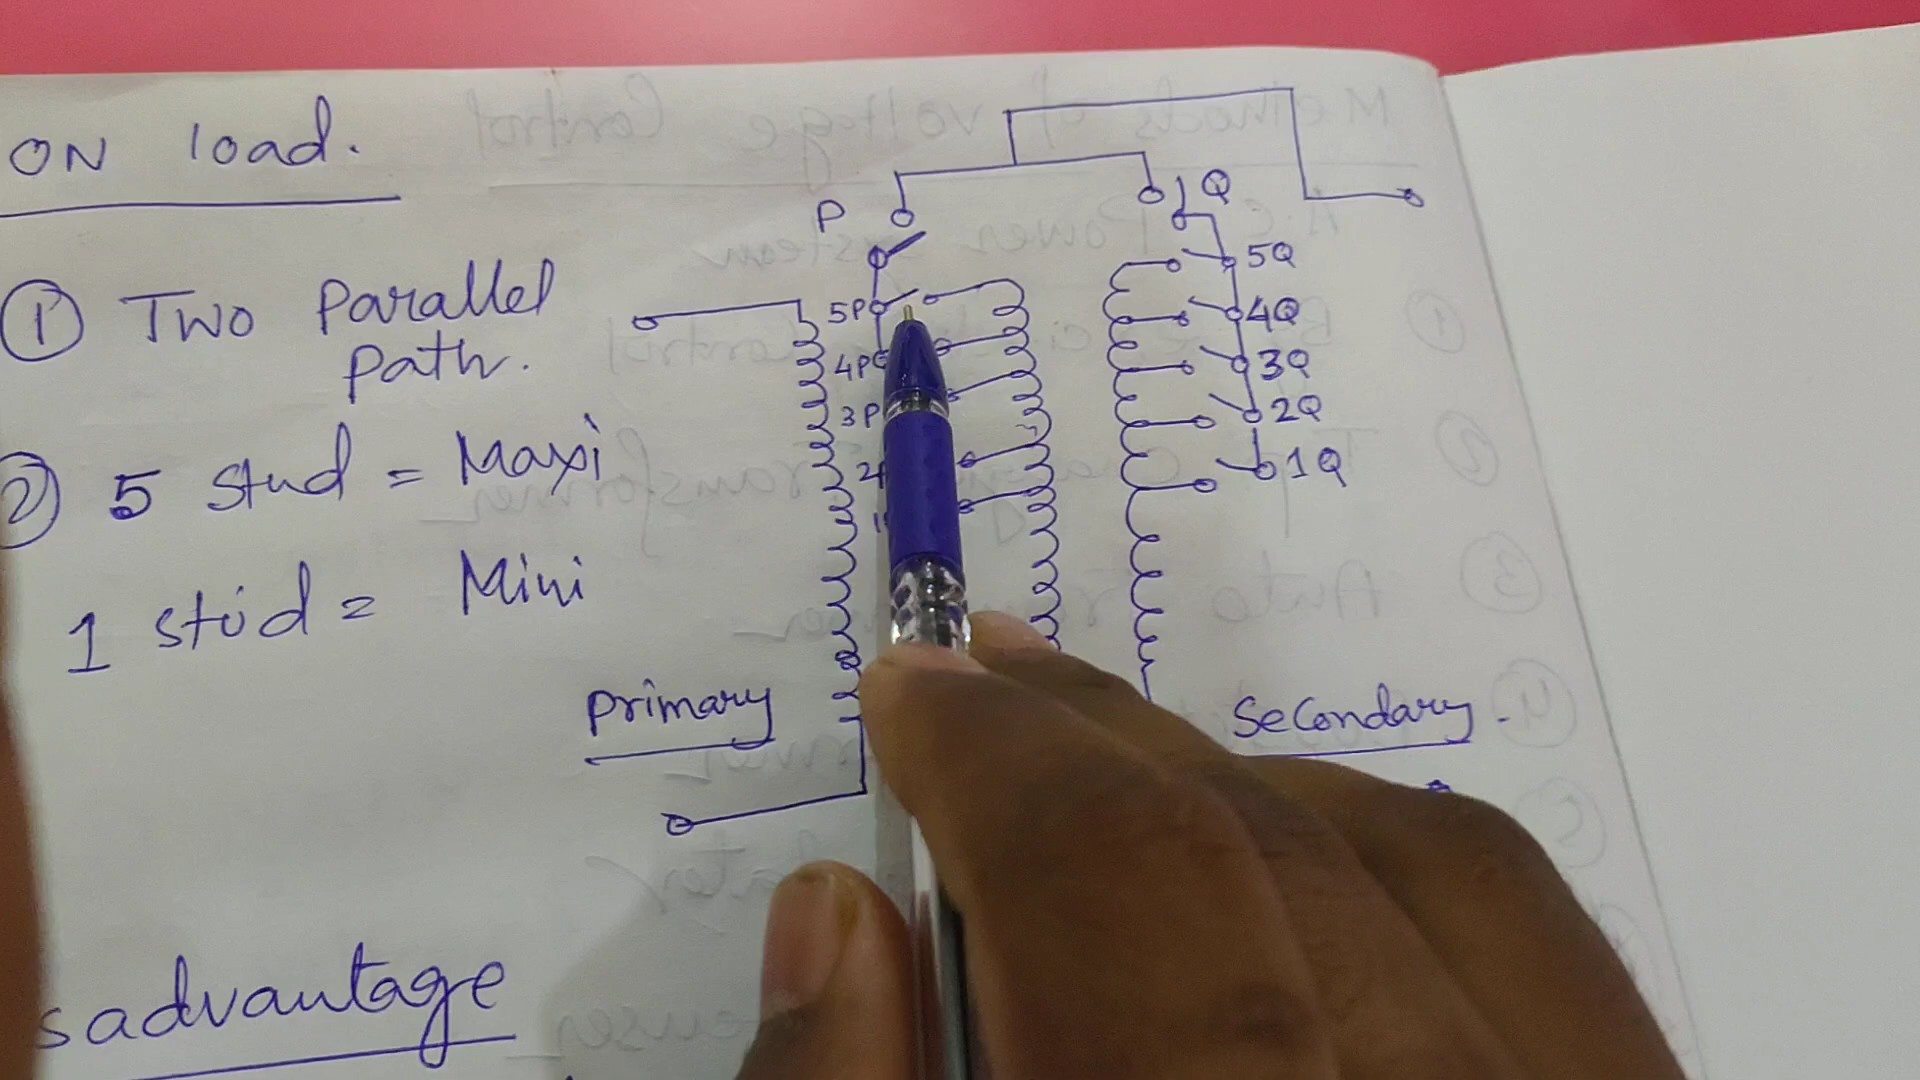 ON load.
① Two parallel
path.
② 5 stud = Maxi
1 stud = Mini
P
5P
4P
3P
Q
5Q
4Q
3Q
2Q
1Q
Primary
Secondary.
sadvantage